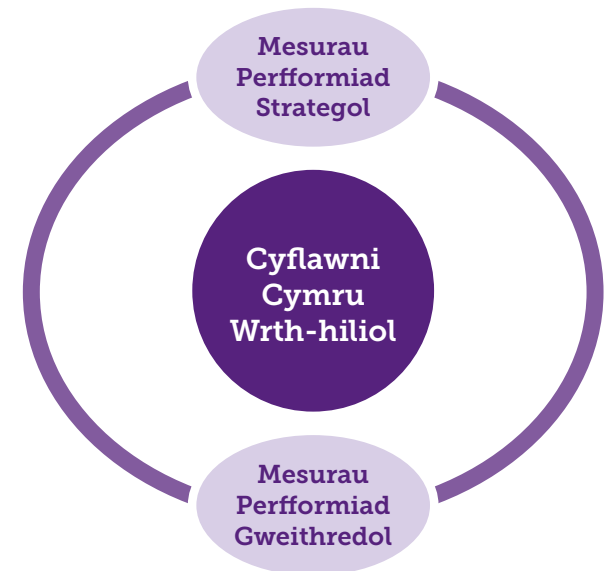 Mesurau
Perfformiad
Strategol
Cyflawni
Cymru
Wrth-hiliol
Mesurau
Perfformiad
Gweithredol